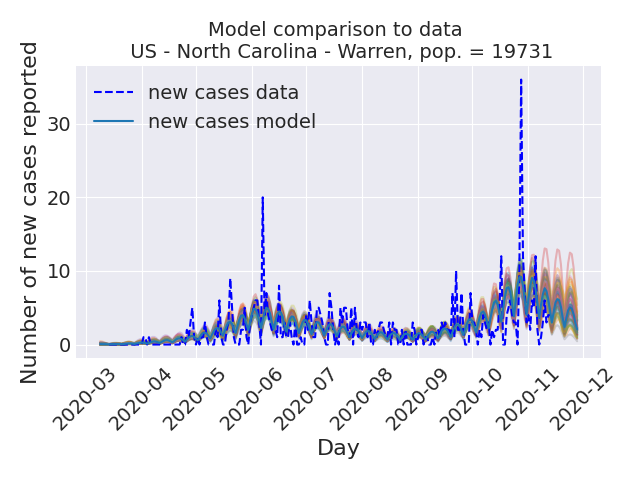 Model comparison to data
US - North Carolina - Warren, pop. = 19731
new cases data
new cases model
Number of new cases reported
30
20
10
0
2020-03
2020-04
2020-05
2020-06
2020-07
2020-08
2020-09
2020-10
2020-11
2020-12
Day